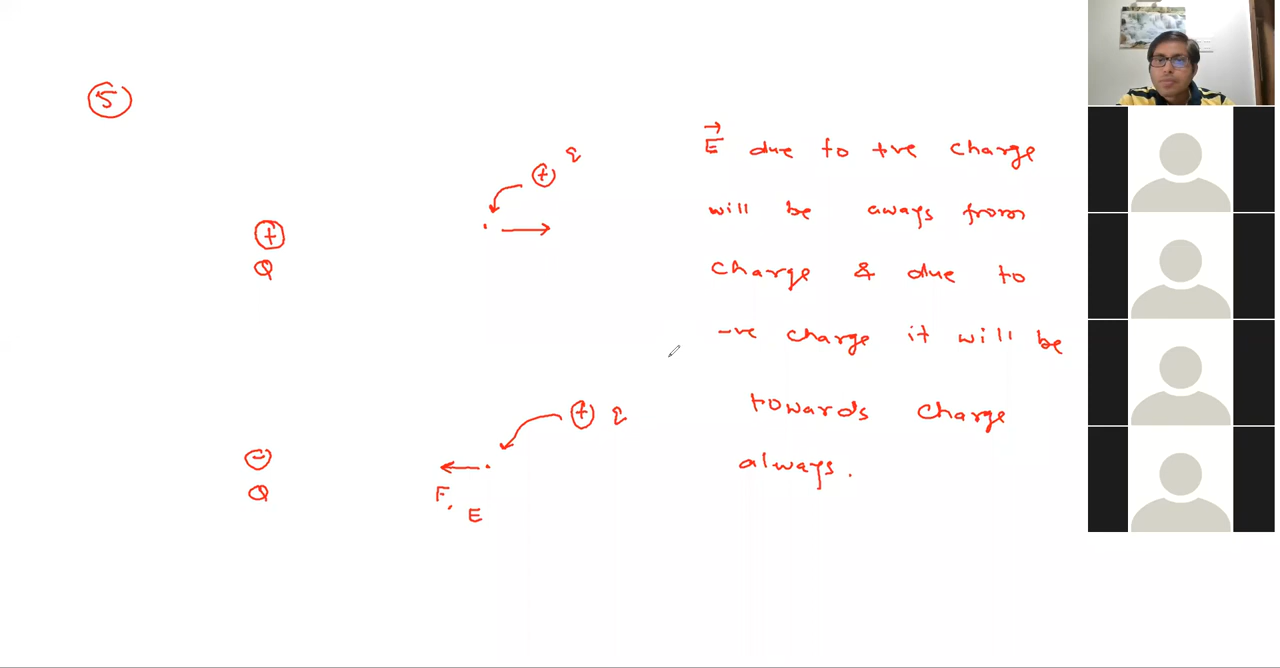 5
+ q
E due to +ve charge
will be aways from
+
Q
charge & due to
-ve charge it will be
+ q
towards charge
-
Q
F, E
always.